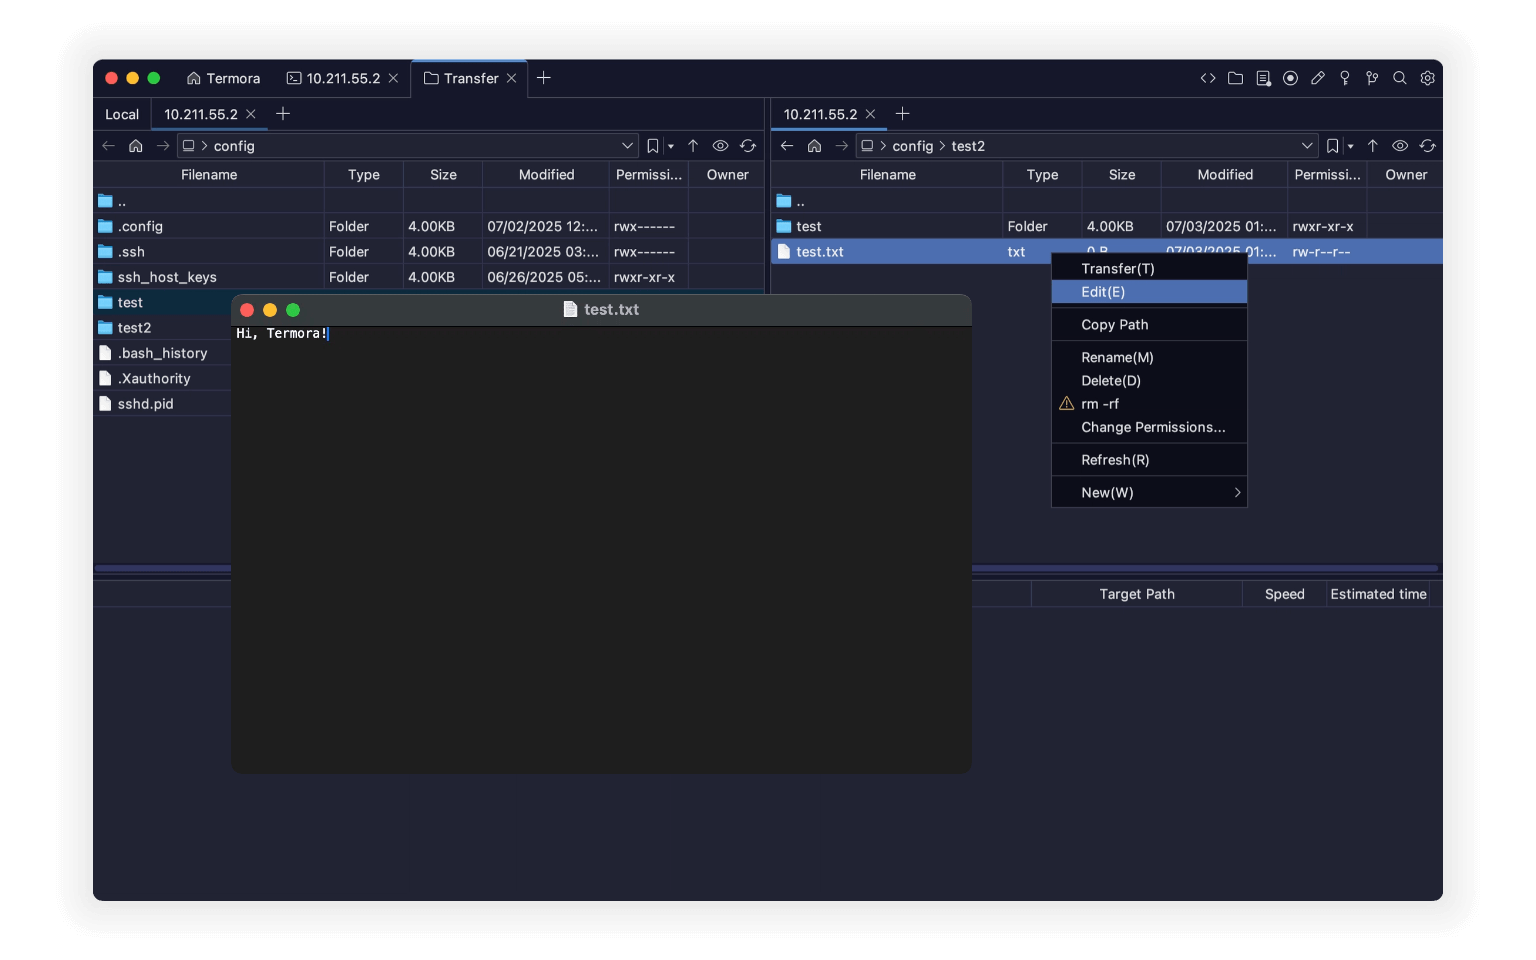 Termora 10.211.55.2 Transfer
Local 10.211.55.2
10.211.55.2
config
config test2
Filename Type Size Modified Permissi... Owner
..
.config Folder 4.00KB 07/02/2025 12:... rwx------
.ssh Folder 4.00KB 06/21/2025 03:... rwx------
ssh_host_keys Folder 4.00KB 06/26/2025 05:... rwxr-xr-x
test
test2
.bash_history
.Xauthority
sshd.pid
Filename Type Size Modified Permissi... Owner
..
test Folder 4.00KB 07/03/2025 01:... rwxr-xr-x
test.txt txt 0 B 07/03/2025 01:... rw-r--r--
Transfer(T)
Edit(E)
Copy Path
Rename(M)
Delete(D)
rm -rf
Change Permissions...
Refresh(R)
New(W)
test.txt
Hi, Termora!
Target Path Speed Estimated time